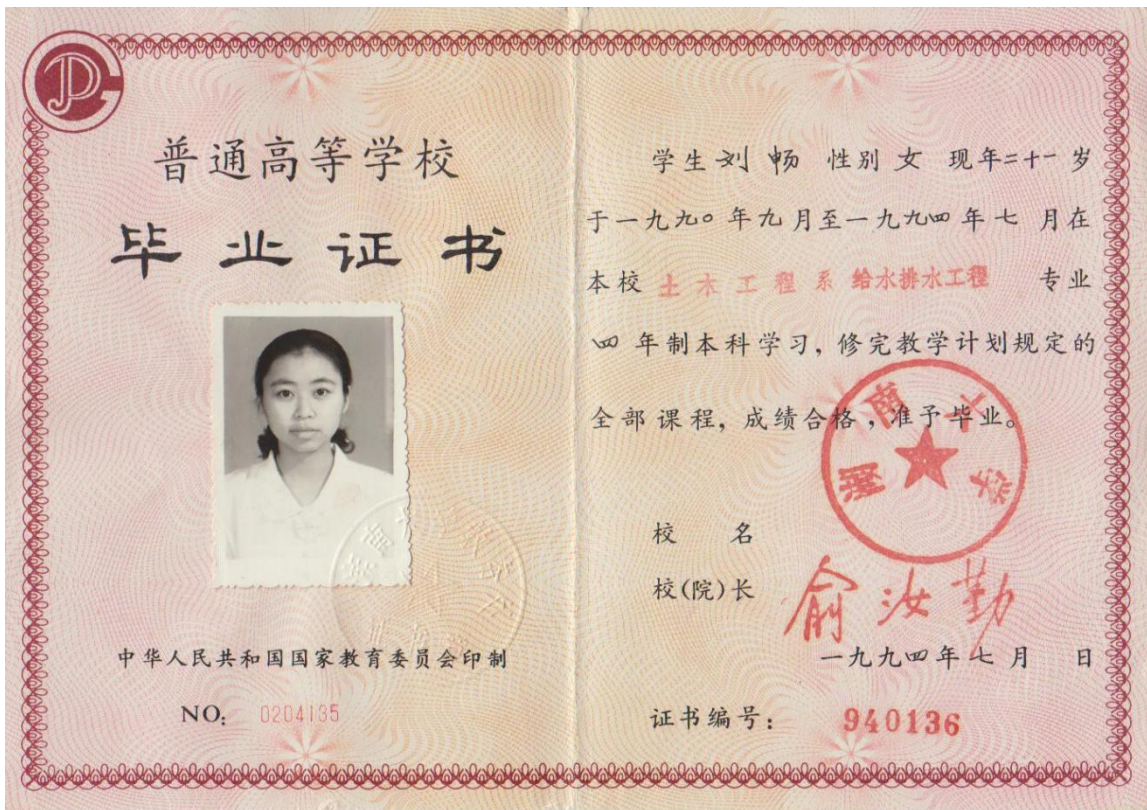 普通高等学校
毕业证书
中华人民共和国国家教育委员会印制
NO: 0204135
学生 刘畅 性别 女 现年二十一岁
于一九九〇年九月至一九九四年七月在
本校 土木工程系 给水排水工程 专业
四年制本科学习,修完教学计划规定的
全部课程,成绩合格,准予毕业。
湖南大学
校名
校(院)长 俞汝勤
一九九四年七月 日
证书编号: 940136